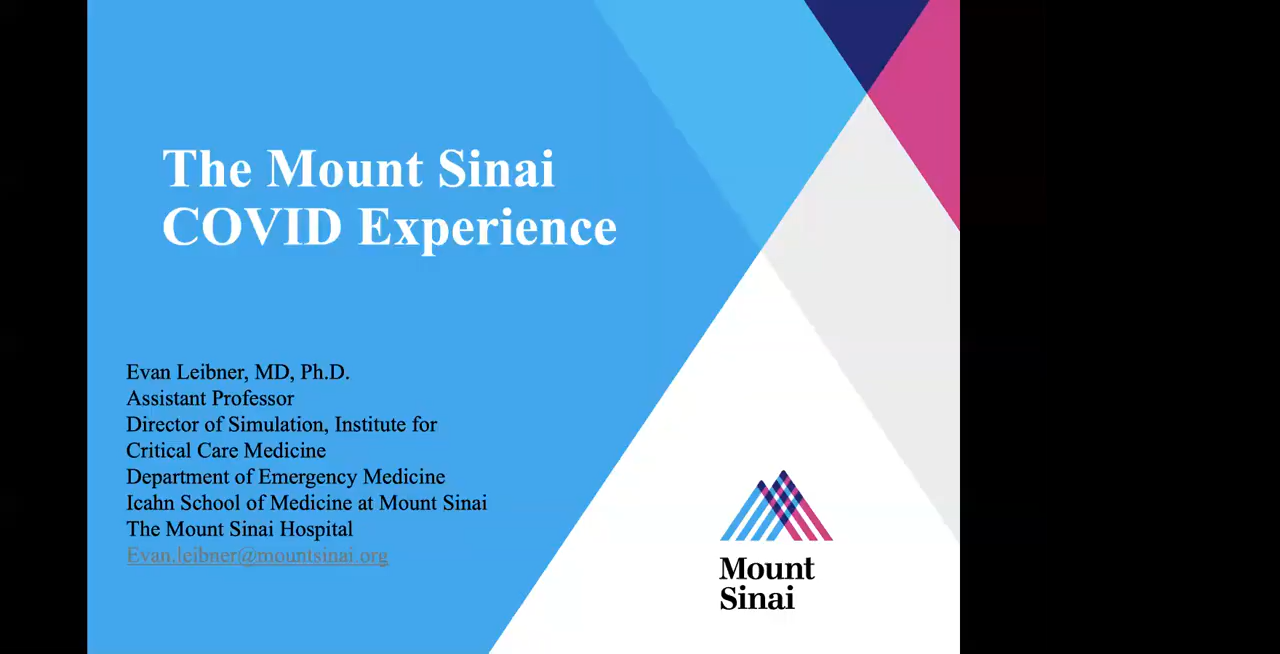 The Mount Sinai
COVID Experience
Evan Leibner, MD, Ph.D.
Assistant Professor
Director of Simulation, Institute for
Critical Care Medicine
Department of Emergency Medicine
Icahn School of Medicine at Mount Sinai
The Mount Sinai Hospital
Evan.leibner@mountsinai.org
Mount
Sinai